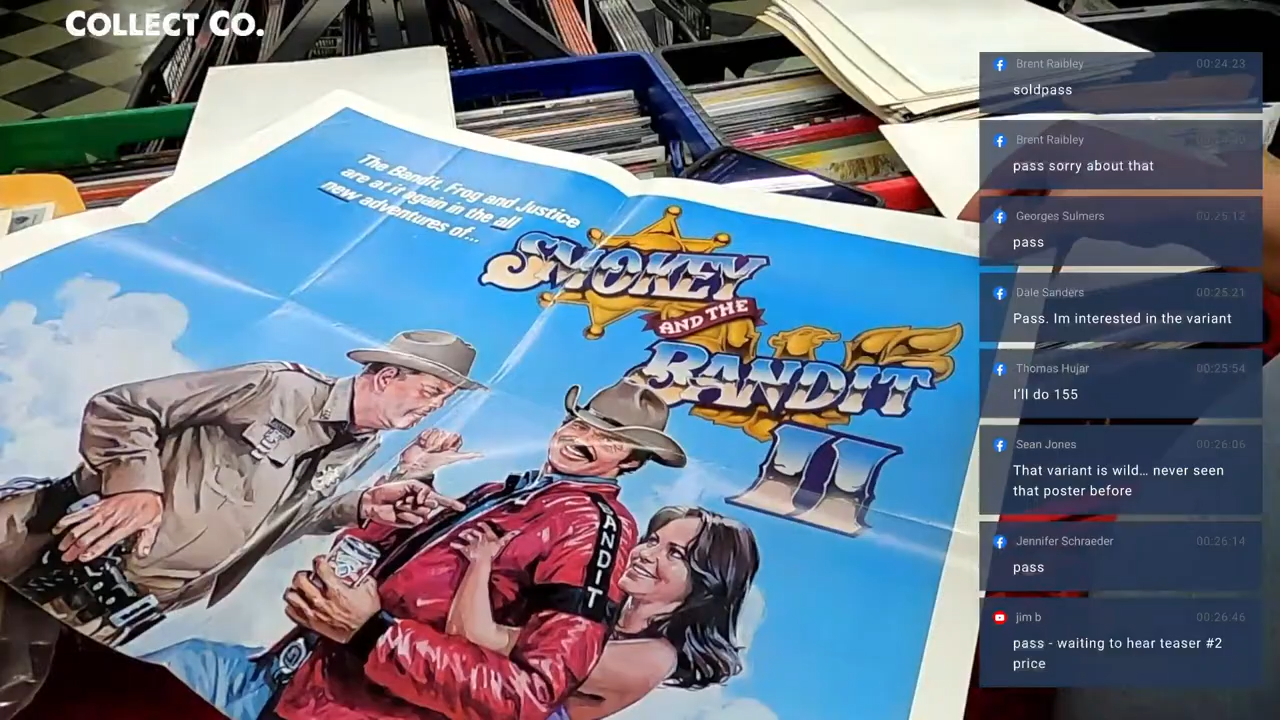 COLLECT CO.
The Bandit, Frog and Justice
are at it again in the all
new adventures of...
SMOKEY
AND THE
BANDIT
II
BANDIT
Brent Raibley 00:24:23
soldpass
Brent Raibley
pass sorry about that
Georges Sulmers 00:25:12
pass
Dale Sanders 00:25:21
Pass. Im interested in the variant
Thomas Hujar 00:25:54
I'll do 155
Sean Jones 00:26:06
That variant is wild... never seen
that poster before
Jennifer Schraeder 00:26:14
pass
jim b 00:26:46
pass - waiting to hear teaser #2
price